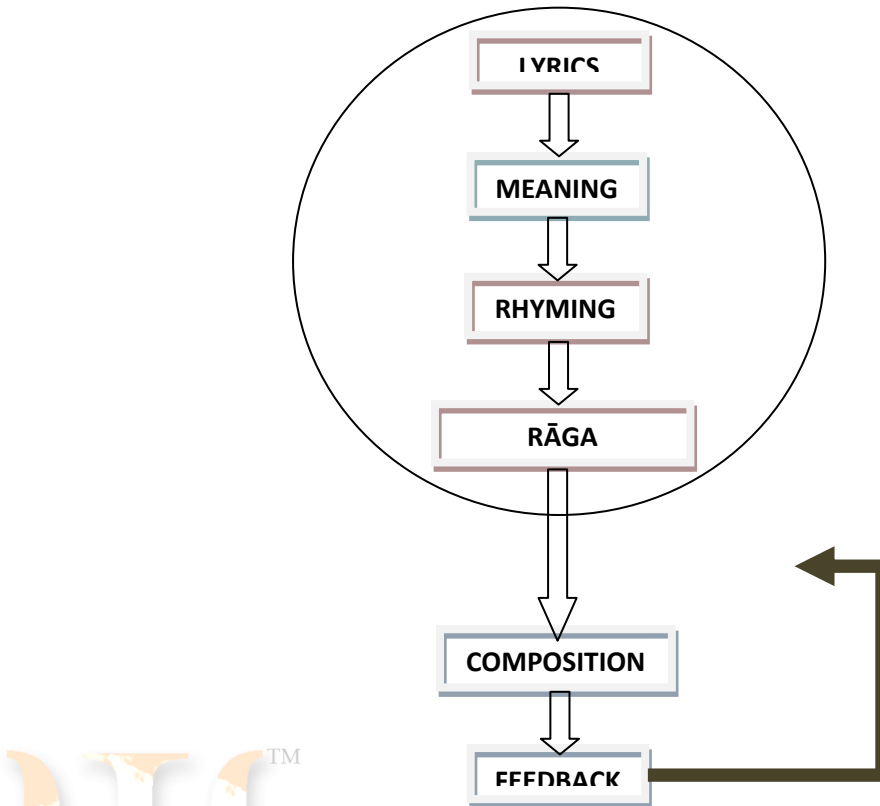 LYRICS
MEANING
RHYMING
RĀGA
COMPOSITION
TM
FEEDBACK